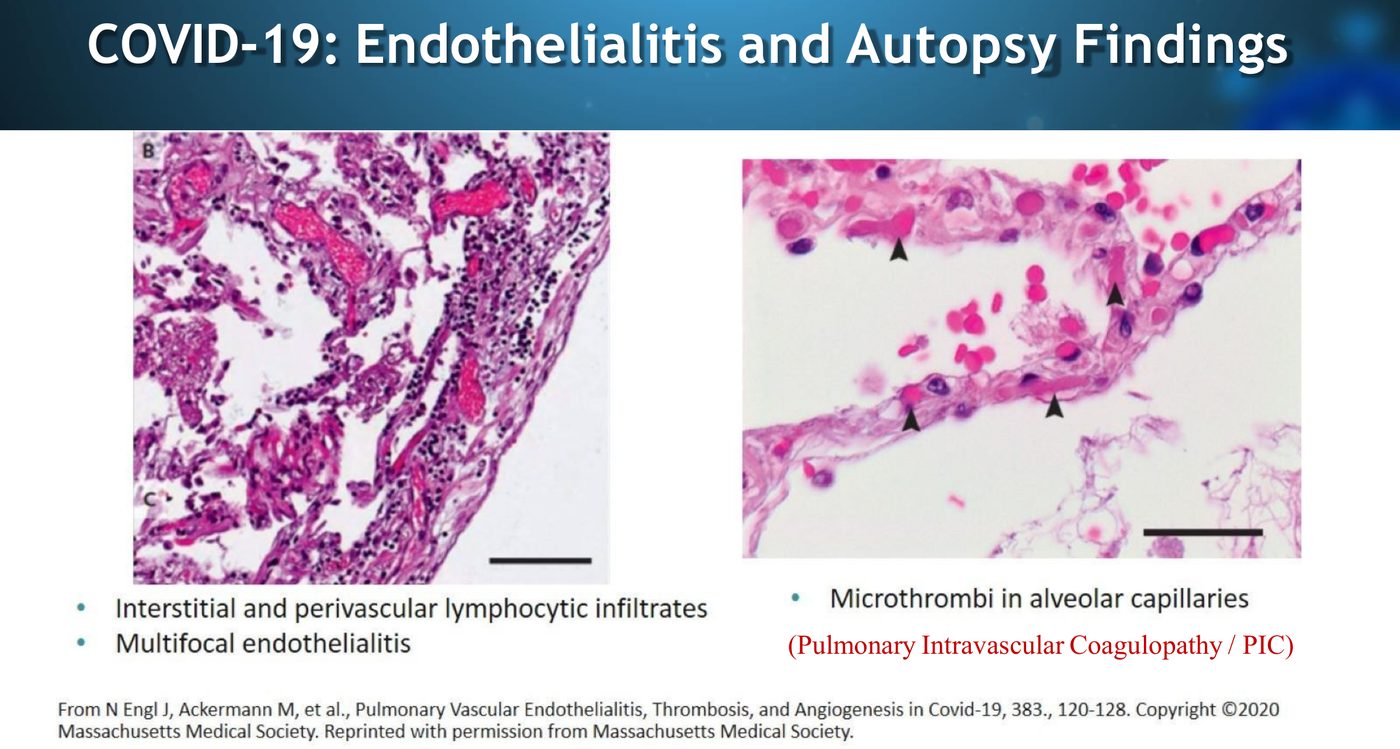 COVID-19: Endothelialitis and Autopsy Findings
B
C
• Interstitial and perivascular lymphocytic infiltrates
• Multifocal endothelialitis
• Microthrombi in alveolar capillaries
(Pulmonary Intravascular Coagulopathy / PIC)
From N Engl J, Ackermann M, et al., Pulmonary Vascular Endothelialitis, Thrombosis, and Angiogenesis in Covid-19, 383., 120-128. Copyright ©2020
Massachusetts Medical Society. Reprinted with permission from Massachusetts Medical Society.